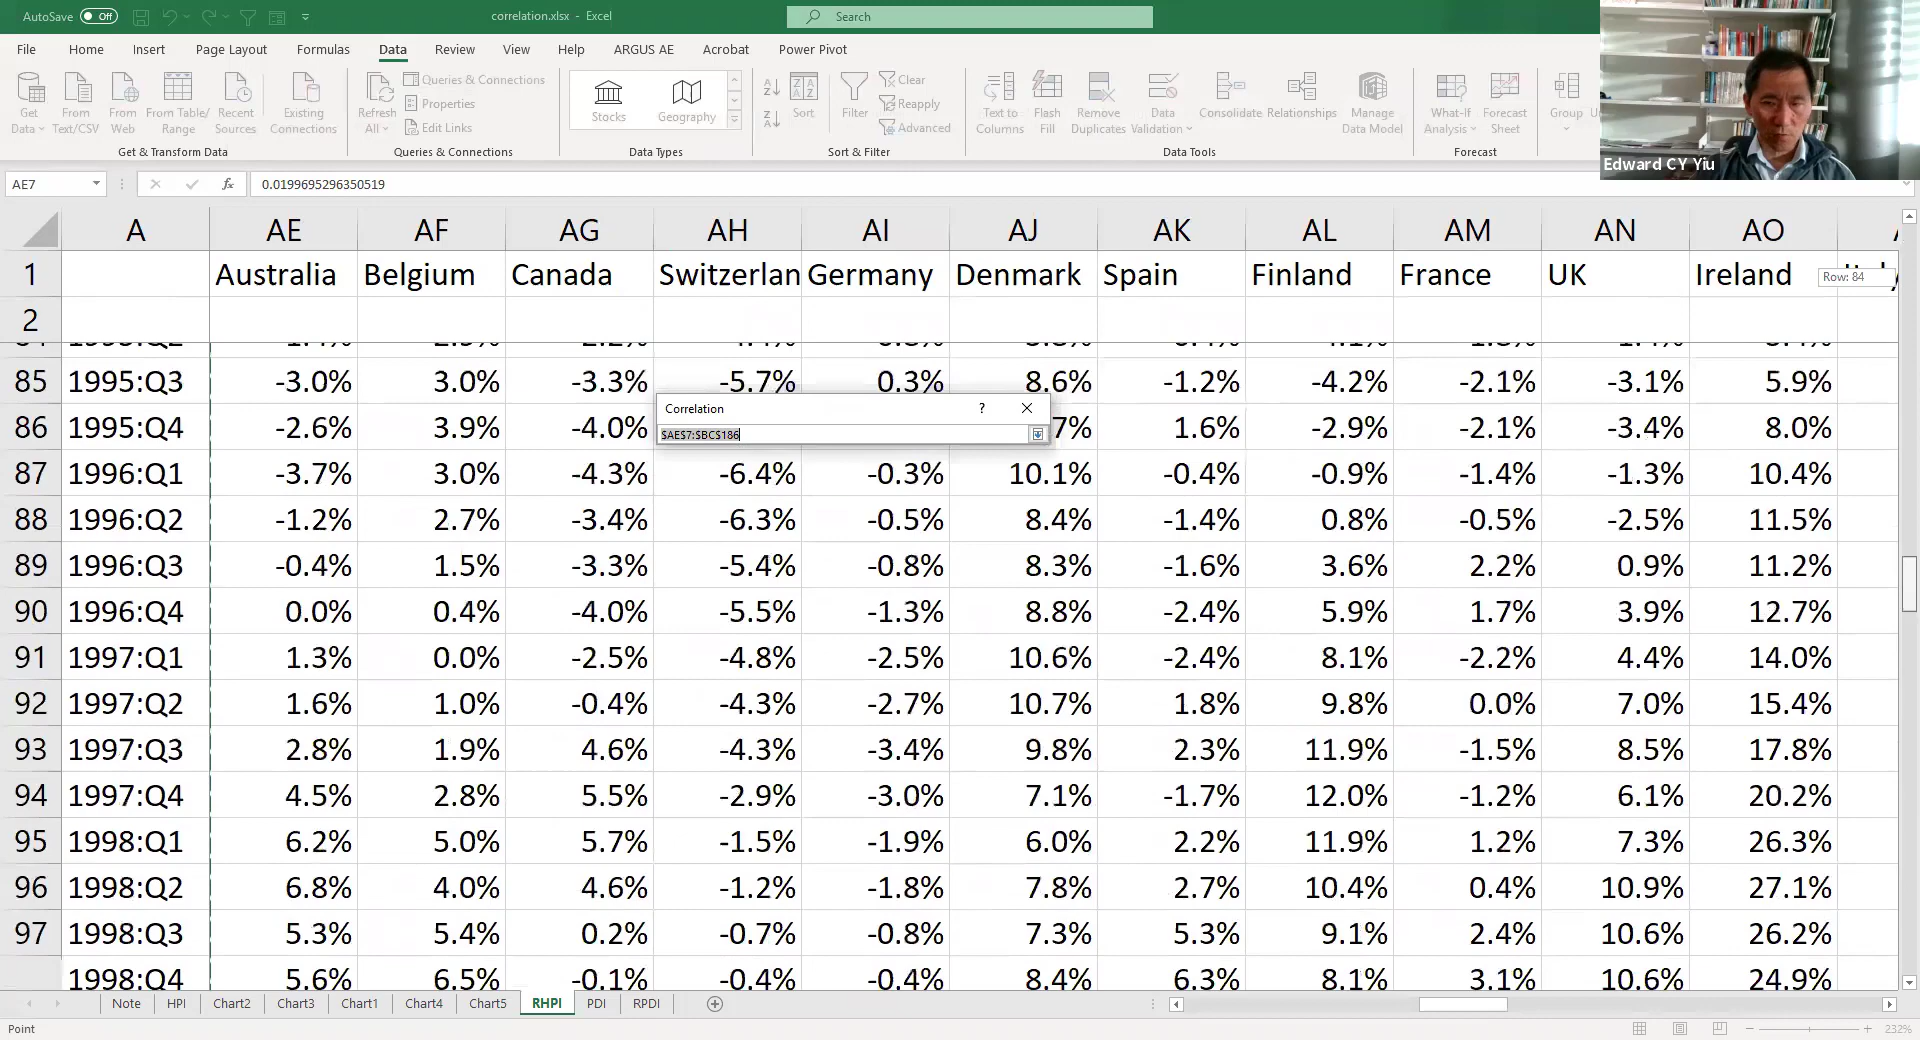 AutoSave Off
correlation.xlsx - Excel
Search
File Home Insert Page Layout Formulas Data Review View Help ARGUS AE Acrobat Power Pivot
Get Data
From Text/CSV
From Web
From Table/ Range
Recent Sources
Existing Connections
Get & Transform Data
Refresh All
Queries & Connections
Properties
Edit Links
Queries & Connections
Stocks
Geography
Data Types
Sort
Filter
Clear
Reapply
Advanced
Sort & Filter
Text to Columns
Flash Fill
Remove Duplicates
Data Validation
Consolidate
Relationships
Manage Data Model
Data Tools
What-If Analysis
Forecast Sheet
Forecast
Group
Edward CY Yiu
AE7 fx 0.0199695296350519
A AE AF AG AH AI AJ AK AL AM AN AO
1 Australia Belgium Canada Switzerlan Germany Denmark Spain Finland France UK Ireland
Row: 84
2
85 1995:Q3 -3.0% 3.0% -3.3% -5.7% 0.3% 8.6% -1.2% -4.2% -2.1% -3.1% 5.9%
Correlation ?
$AE$7:$BC$186
86 1995:Q4 -2.6% 3.9% -4.0% 7% 1.6% -2.9% -2.1% -3.4% 8.0%
87 1996:Q1 -3.7% 3.0% -4.3% -6.4% -0.3% 10.1% -0.4% -0.9% -1.4% -1.3% 10.4%
88 1996:Q2 -1.2% 2.7% -3.4% -6.3% -0.5% 8.4% -1.4% 0.8% -0.5% -2.5% 11.5%
89 1996:Q3 -0.4% 1.5% -3.3% -5.4% -0.8% 8.3% -1.6% 3.6% 2.2% 0.9% 11.2%
90 1996:Q4 0.0% 0.4% -4.0% -5.5% -1.3% 8.8% -2.4% 5.9% 1.7% 3.9% 12.7%
91 1997:Q1 1.3% 0.0% -2.5% -4.8% -2.5% 10.6% -2.4% 8.1% -2.2% 4.4% 14.0%
92 1997:Q2 1.6% 1.0% -0.4% -4.3% -2.7% 10.7% 1.8% 9.8% 0.0% 7.0% 15.4%
93 1997:Q3 2.8% 1.9% 4.6% -4.3% -3.4% 9.8% 2.3% 11.9% -1.5% 8.5% 17.8%
94 1997:Q4 4.5% 2.8% 5.5% -2.9% -3.0% 7.1% -1.7% 12.0% -1.2% 6.1% 20.2%
95 1998:Q1 6.2% 5.0% 5.7% -1.5% -1.9% 6.0% 2.2% 11.9% 1.2% 7.3% 26.3%
96 1998:Q2 6.8% 4.0% 4.6% -1.2% -1.8% 7.8% 2.7% 10.4% 0.4% 10.9% 27.1%
97 1998:Q3 5.3% 5.4% 0.2% -0.7% -0.8% 7.3% 5.3% 9.1% 2.4% 10.6% 26.2%
1998:Q4 5.6% 6.5% -0.1% -0.4% -0.4% 8.4% 6.3% 8.1% 3.1% 10.6% 24.9%
Note HPI Chart2 Chart3 Chart1 Chart4 Chart5 RHPI PDI RPDI
Point
232%